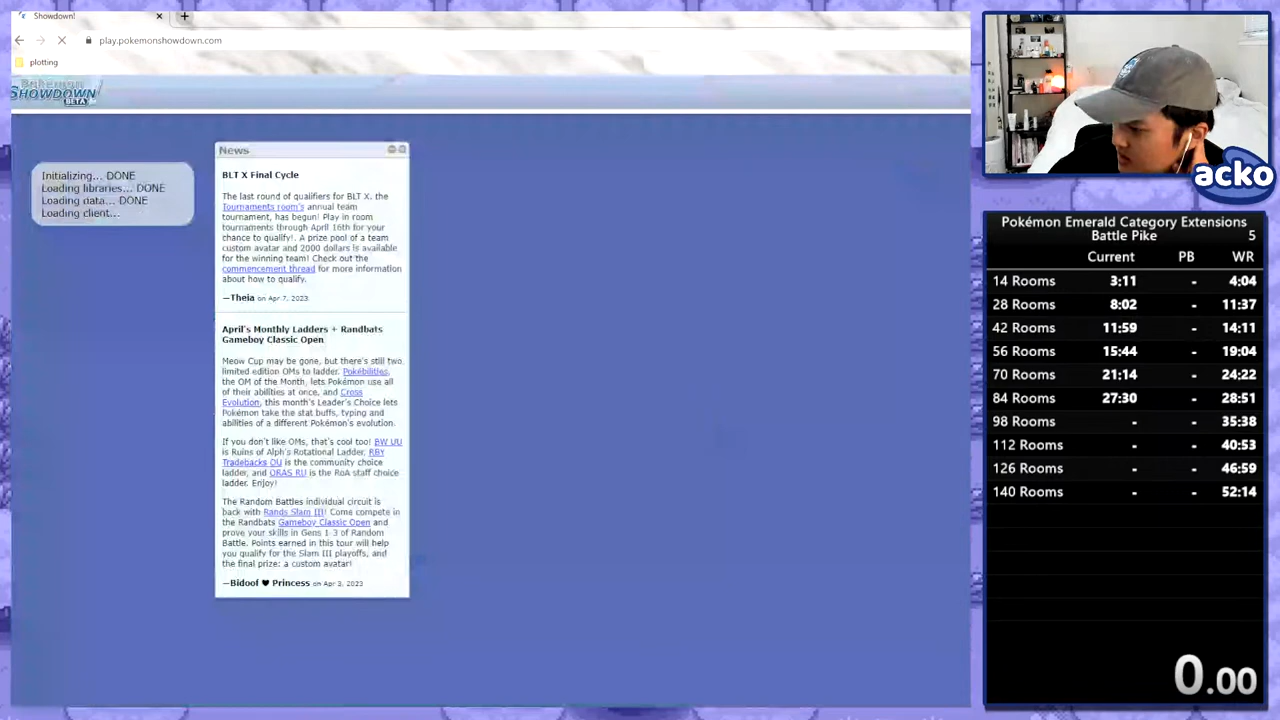 Showdown!
play.pokemonshowdown.com
plotting
Pokémon
SHOWDOWN
BETA
Initializing... DONE
Loading libraries... DONE
Loading data... DONE
Loading client...
News
BLT X Final Cycle
The last round of qualifiers for BLT X, the
Tournaments room's annual team
tournament, has begun! Play in room
tournaments through April 16th for your
chance to qualify!. A prize pool of a team
custom avatar and 2000 dollars is available
for the winning team! Check out the
commencement thread for more information
about how to qualify.
—Theia on Apr 7, 2023
April's Monthly Ladders + Randbats
Gameboy Classic Open
Meow Cup may be gone, but there's still two
limited edition OMs to ladder. Pokébilities,
the OM of the Month, lets Pokémon use all
of their abilities at once, and Cross
Evolution, this month's Leader's Choice lets
Pokémon take the stat buffs, typing and
abilities of a different Pokémon's evolution.
If you don't like OMs, that's cool too! BW UU
is Ruins of Alph's Rotational Ladder, RBY
Tradebacks OU is the community choice
ladder, and ORAS RU is the RoA staff choice
ladder. Enjoy!
The Random Battles individual circuit is
back with Rands Slam III! Come compete in
the Randbats Gameboy Classic Open and
prove your skills in Gens 1-3 of Random
Battle. Points earned in this tour will help
you qualify for the Slam III playoffs, and
the final prize: a custom avatar!
—Bidoof ♥ Princess on Apr 3, 2023
acko
Pokémon Emerald Category Extensions
Battle Pike 5
Current PB WR
14 Rooms 3:11 - 4:04
28 Rooms 8:02 - 11:37
42 Rooms 11:59 - 14:11
56 Rooms 15:44 - 19:04
70 Rooms 21:14 - 24:22
84 Rooms 27:30 - 28:51
98 Rooms - - 35:38
112 Rooms - - 40:53
126 Rooms - - 46:59
140 Rooms - - 52:14
0.00